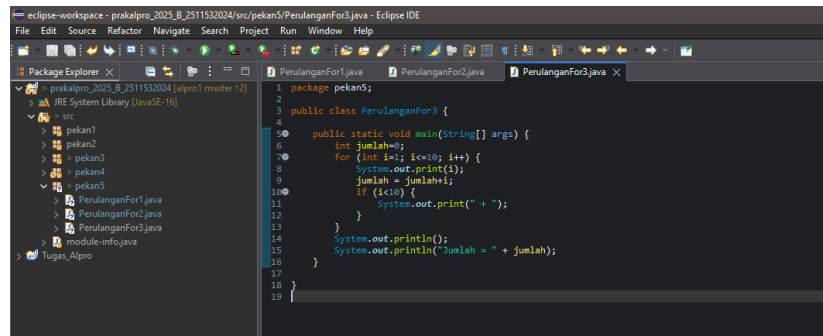 eclipse-workspace - prakalpro_2025_B_2511532024/src/pekan5/PerulanganFor3.java - Eclipse IDE
File Edit Source Refactor Navigate Search Project Run Window Help
Package Explorer
> prakalpro_2025_B_2511532024 [alpro1 master ↑2]
JRE System Library [JavaSE-16]
> src
pekan1
pekan2
> pekan3
> pekan4
> pekan5
> PerulanganFor1.java
> PerulanganFor2.java
> PerulanganFor3.java
module-info.java
Tugas_Alpro
PerulanganFor1.java PerulanganFor2.java PerulanganFor3.java
1 package pekan5;
2
3 public class PerulanganFor3 {
4
5 public static void main(String[] args) {
6 int jumlah=0;
7 for (int i=1; i<=10; i++) {
8 System.out.print(i);
9 jumlah = jumlah+i;
10 if (i<10) {
11 System.out.print(" + ");
12 }
13 }
14 System.out.println();
15 System.out.println("Jumlah = " + jumlah);
16 }
17
18 }
19